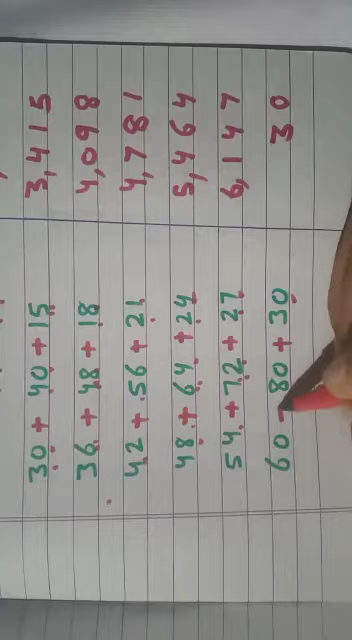 30 + 40 + 15 3,415
36 + 48 + 18 4,098
42 + 56 + 21 4,781
48 + 64 + 24 5,464
54 + 72 + 27 6,147
60 - 80 + 30 30